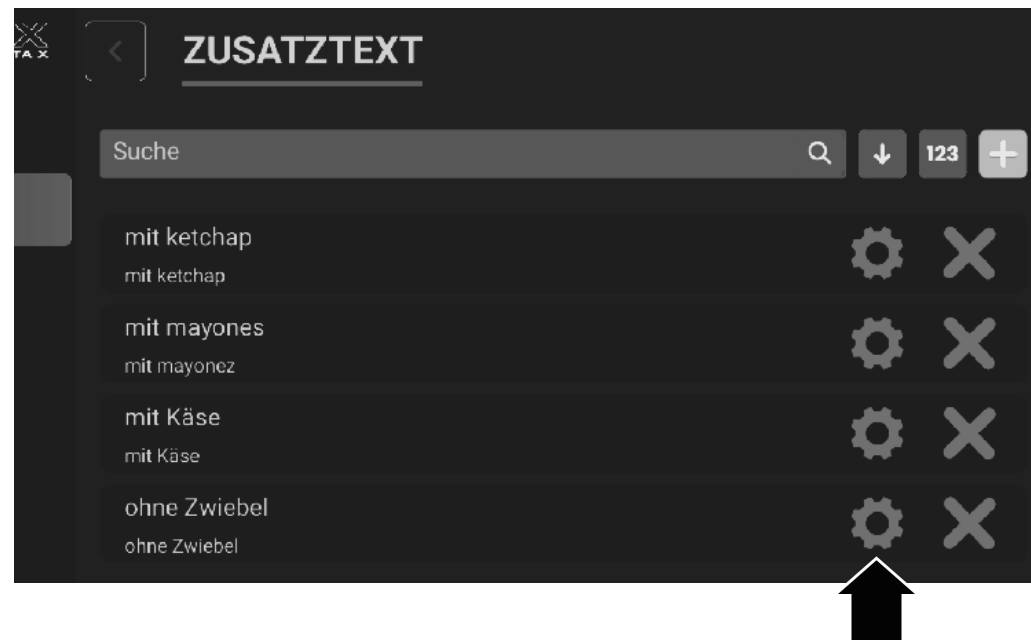 TA X
ZUSATZTEXT
Suche
123
mit ketchap
mit ketchap
mit mayones
mit mayonez
mit Käse
mit Käse
ohne Zwiebel
ohne Zwiebel